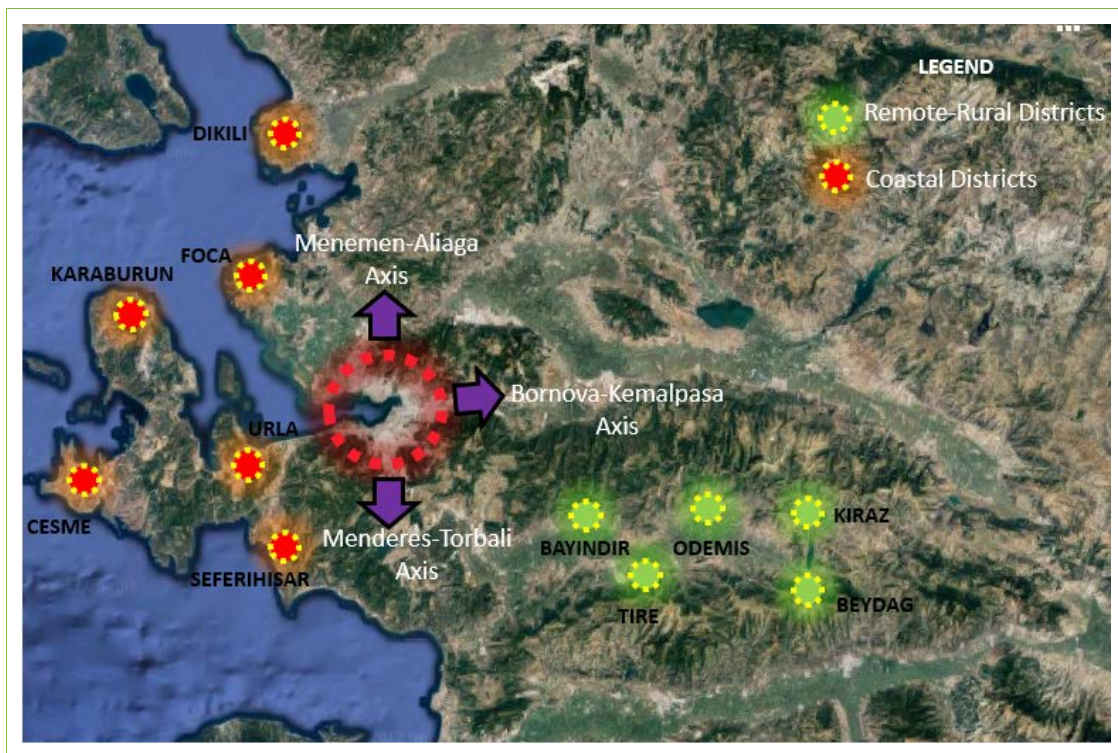 LEGEND
Remote-Rural Districts
Coastal Districts
DIKILI
FOCA
KARABURUN
Menemen-Aliaga
Axis
Bornova-Kemalpasa
Axis
URLA
CESME
SEFERIHISAR
Menderes-Torbali
Axis
BAYINDIR
ODEMIS
KIRAZ
TIRE
BEYDAG